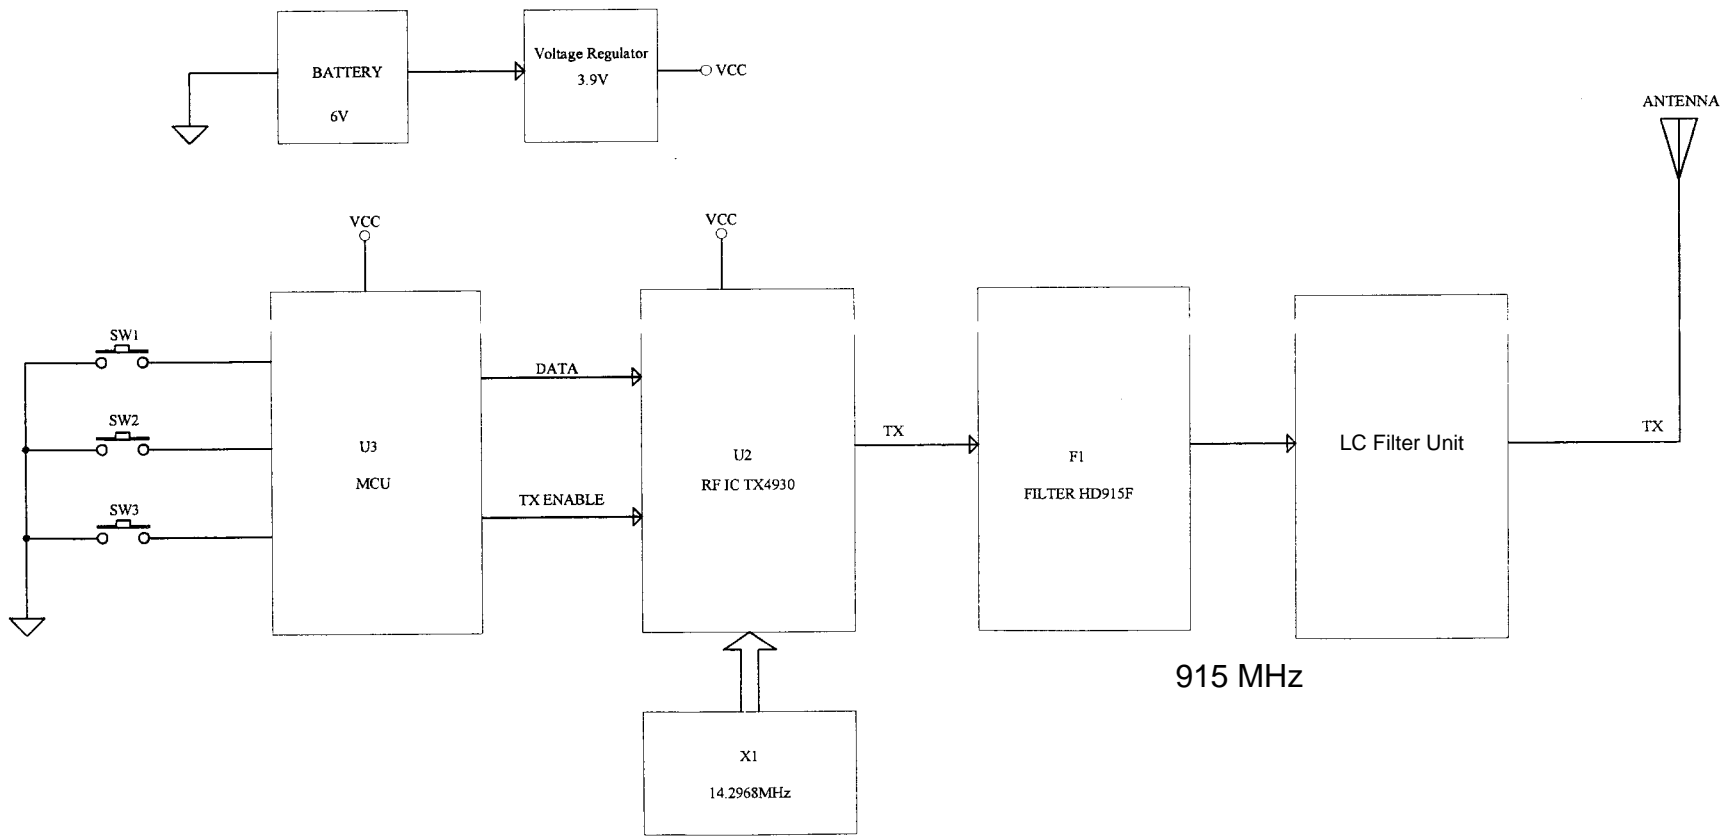 BATTERY
6V
Voltage Regulator
3.9V
VCC
ANTENNA
VCC
VCC
SW1
SW2
SW3
U3
MCU
DATA
TX ENABLE
U2
RF IC TX4930
TX
F1
FILTER HD915F
LC Filter Unit
TX
915 MHz
X1
14.2968MHz